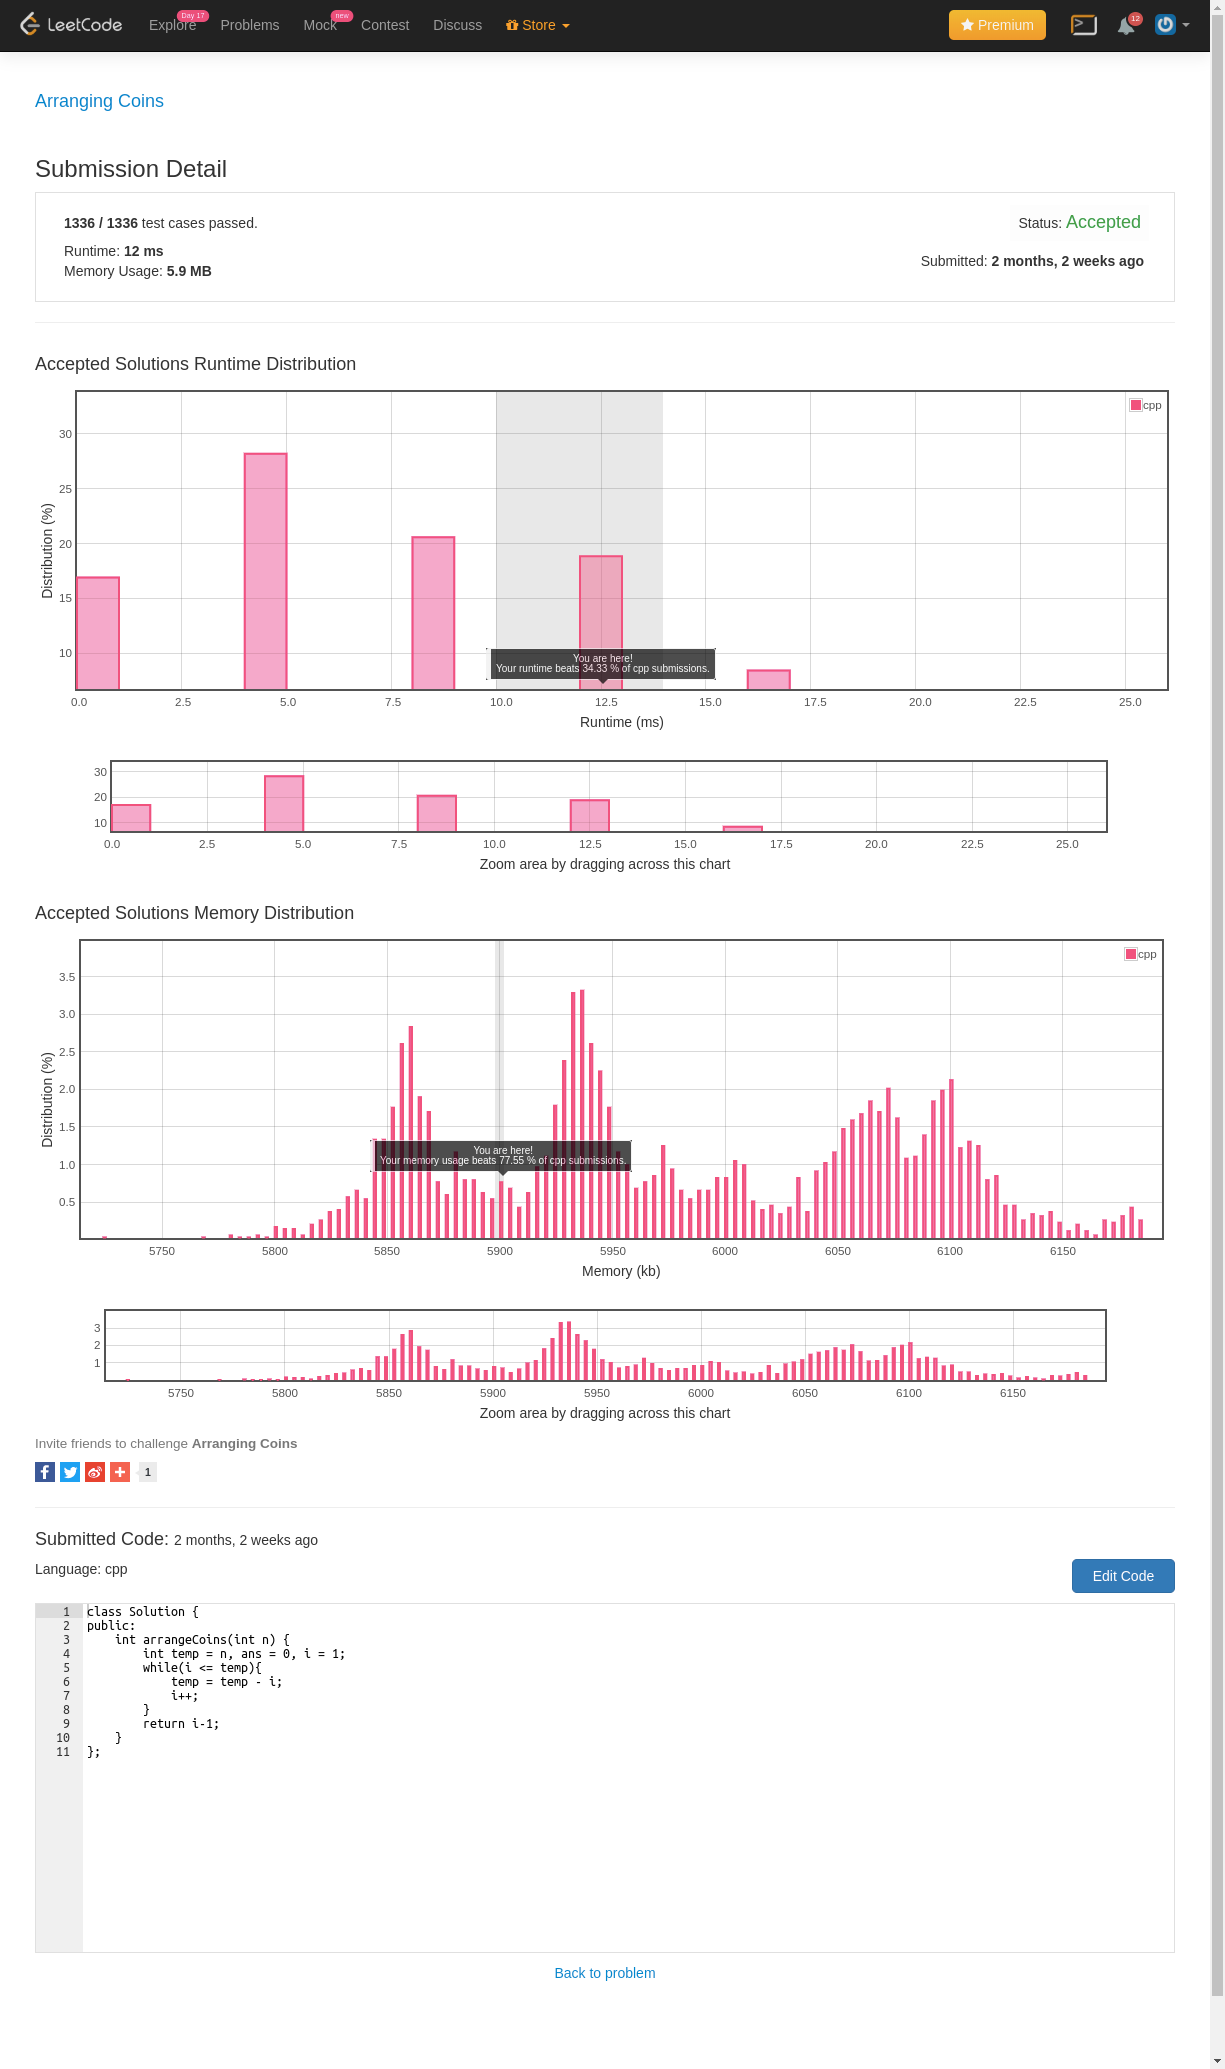 LeetCode Explore Day 17 Problems Mock new Contest Discuss Store Premium 12
Arranging Coins
Submission Detail
1336 / 1336 test cases passed. Status: Accepted
Runtime: 12 ms
Submitted: 2 months, 2 weeks ago
Memory Usage: 5.9 MB
Accepted Solutions Runtime Distribution
cpp
30
25
20
15
10
Distribution (%)
You are here!
Your runtime beats 34.33 % of cpp submissions.
0.0 2.5 5.0 7.5 10.0 12.5 15.0 17.5 20.0 22.5 25.0
Runtime (ms)
30
20
10
0.0 2.5 5.0 7.5 10.0 12.5 15.0 17.5 20.0 22.5 25.0
Zoom area by dragging across this chart
Accepted Solutions Memory Distribution
cpp
3.5
3.0
2.5
2.0
1.5
1.0
0.5
Distribution (%)
You are here!
Your memory usage beats 77.55 % of cpp submissions.
5750 5800 5850 5900 5950 6000 6050 6100 6150
Memory (kb)
3
2
1
5750 5800 5850 5900 5950 6000 6050 6100 6150
Zoom area by dragging across this chart
Invite friends to challenge Arranging Coins
1
Submitted Code: 2 months, 2 weeks ago
Language: cpp
Edit Code
1 class Solution {
2 public:
3     int arrangeCoins(int n) {
4         int temp = n, ans = 0, i = 1;
5         while(i <= temp){
6             temp = temp - i;
7             i++;
8         }
9         return i-1;
10     }
11 };
Back to problem